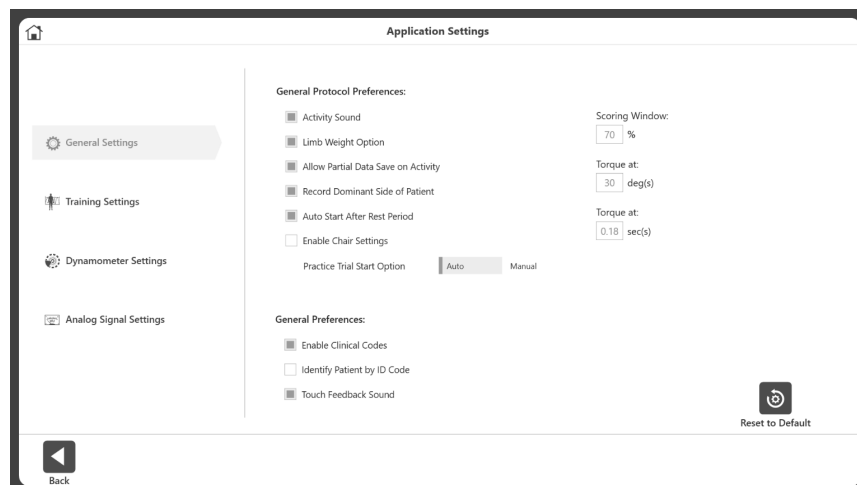 Application Settings
General Settings
Training Settings
Dynamometer Settings
Analog Signal Settings
General Protocol Preferences:
Activity Sound
Limb Weight Option
Allow Partial Data Save on Activity
Record Dominant Side of Patient
Auto Start After Rest Period
Enable Chair Settings
Practice Trial Start Option Auto Manual
Scoring Window:
70 %
Torque at:
30 deg(s)
Torque at:
0.18 sec(s)
General Preferences:
Enable Clinical Codes
Identify Patient by ID Code
Touch Feedback Sound
Reset to Default
Back